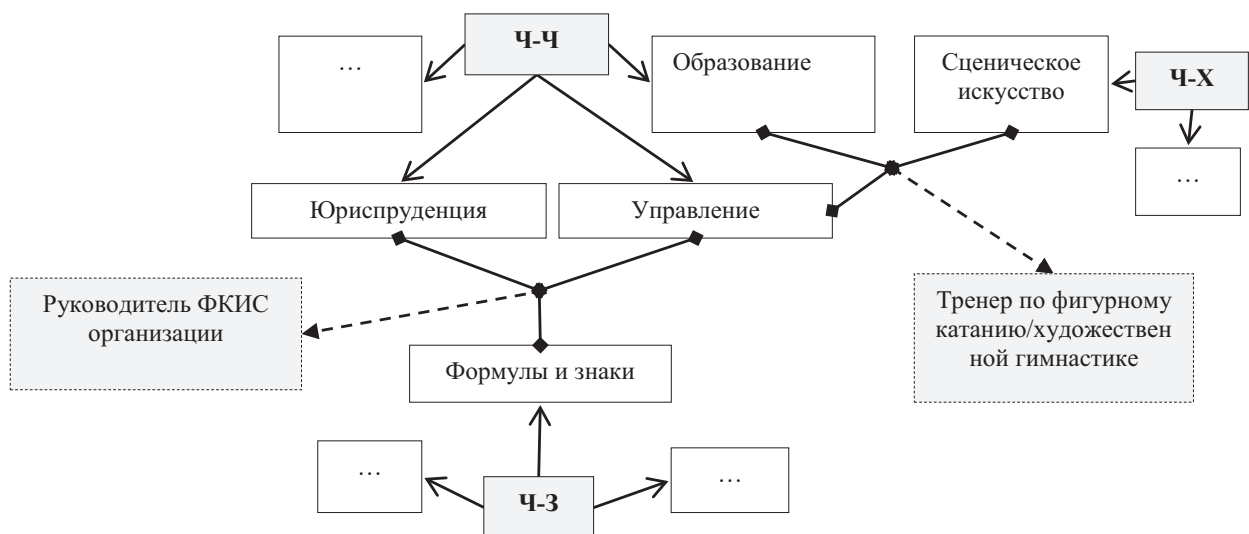 …
Ч-Ч
Образование
Сценическое
искусство
Ч-Х
…
Юриспруденция
Управление
Руководитель ФКИС
организации
Тренер по фигурному
катанию/художествен
ной гимнастике
Формулы и знаки
…
Ч-З
…